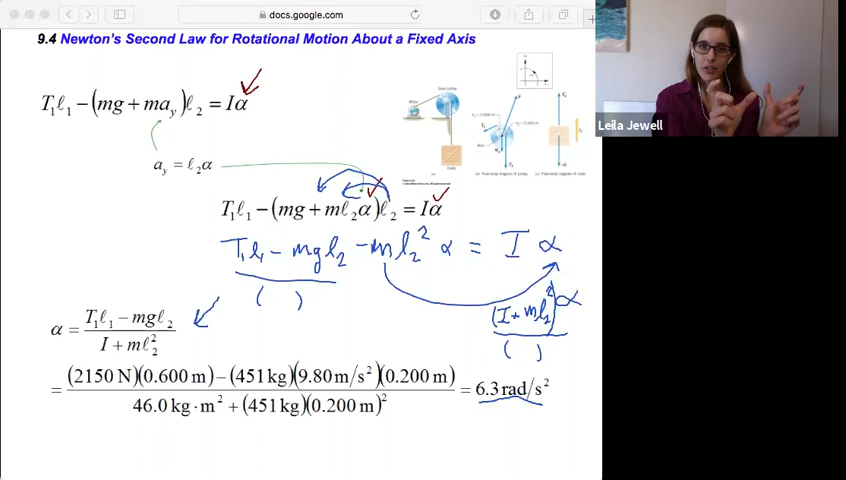 docs.google.com
9.4 Newton's Second Law for Rotational Motion About a Fixed Axis
T₁ℓ₁ − (mg + ma_y)ℓ₂ = Iα
a_y = ℓ₂α
T₁ℓ₁ − (mg + mℓ₂α)ℓ₂ = Iα
T₁ℓ₁ − mgℓ₂ − mℓ₂²α = Iα
( )
(I + mℓ₂²)α
( )
α = (T₁ℓ₁ − mgℓ₂) / (I + mℓ₂²)
= ((2150 N)(0.600 m) − (451 kg)(9.80 m/s²)(0.200 m)) / (46.0 kg·m² + (451 kg)(0.200 m)²) = 6.3 rad/s²
Leila Jewell